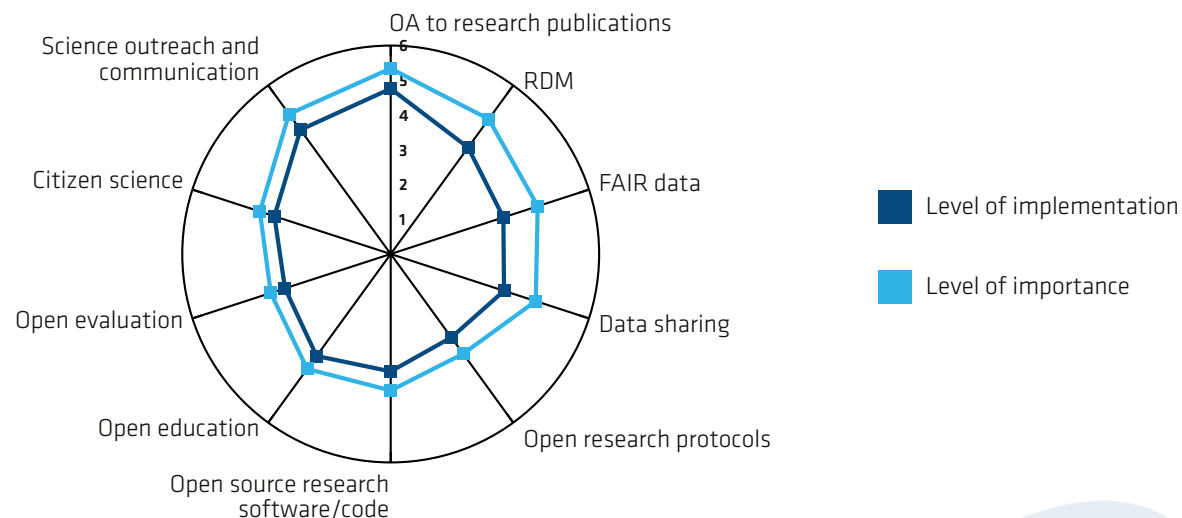 OA to research publications
Science outreach and
communication
RDM
6
5
4
3
2
1
Citizen science
FAIR data
Level of implementation
Level of importance
Open evaluation
Data sharing
Open education
Open research protocols
Open source research
software/code